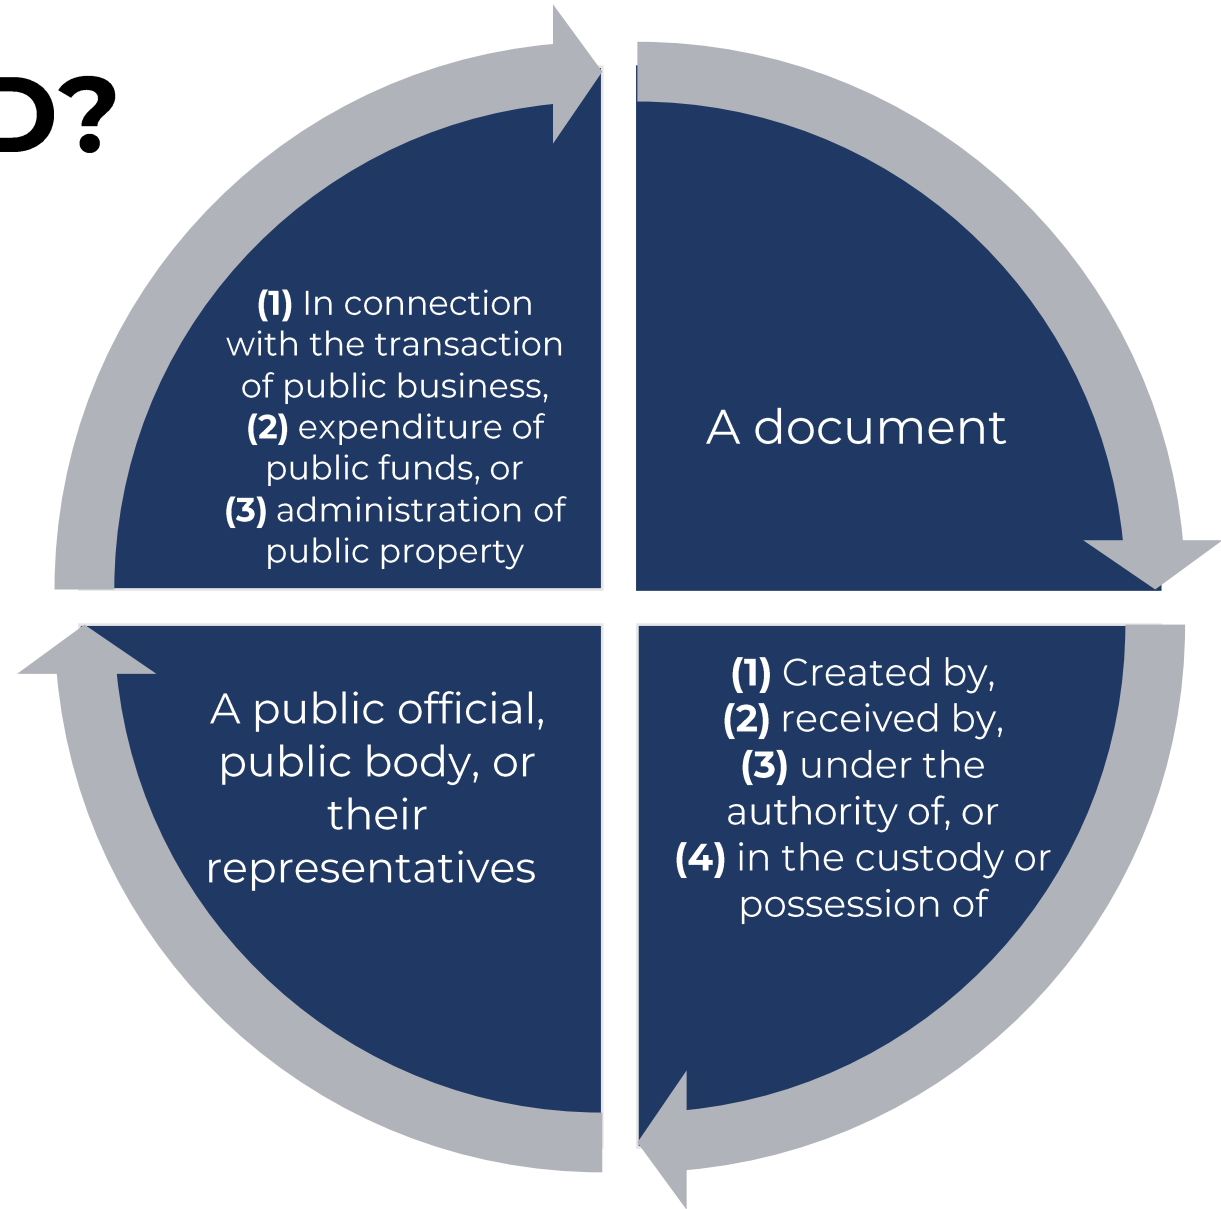 D?
(1) In connection
with the transaction
of public business,
(2) expenditure of
public funds, or
(3) administration of
public property
A document
(1) Created by,
(2) received by,
(3) under the
authority of, or
(4) in the custody or
possession of
A public official,
public body, or
their
representatives